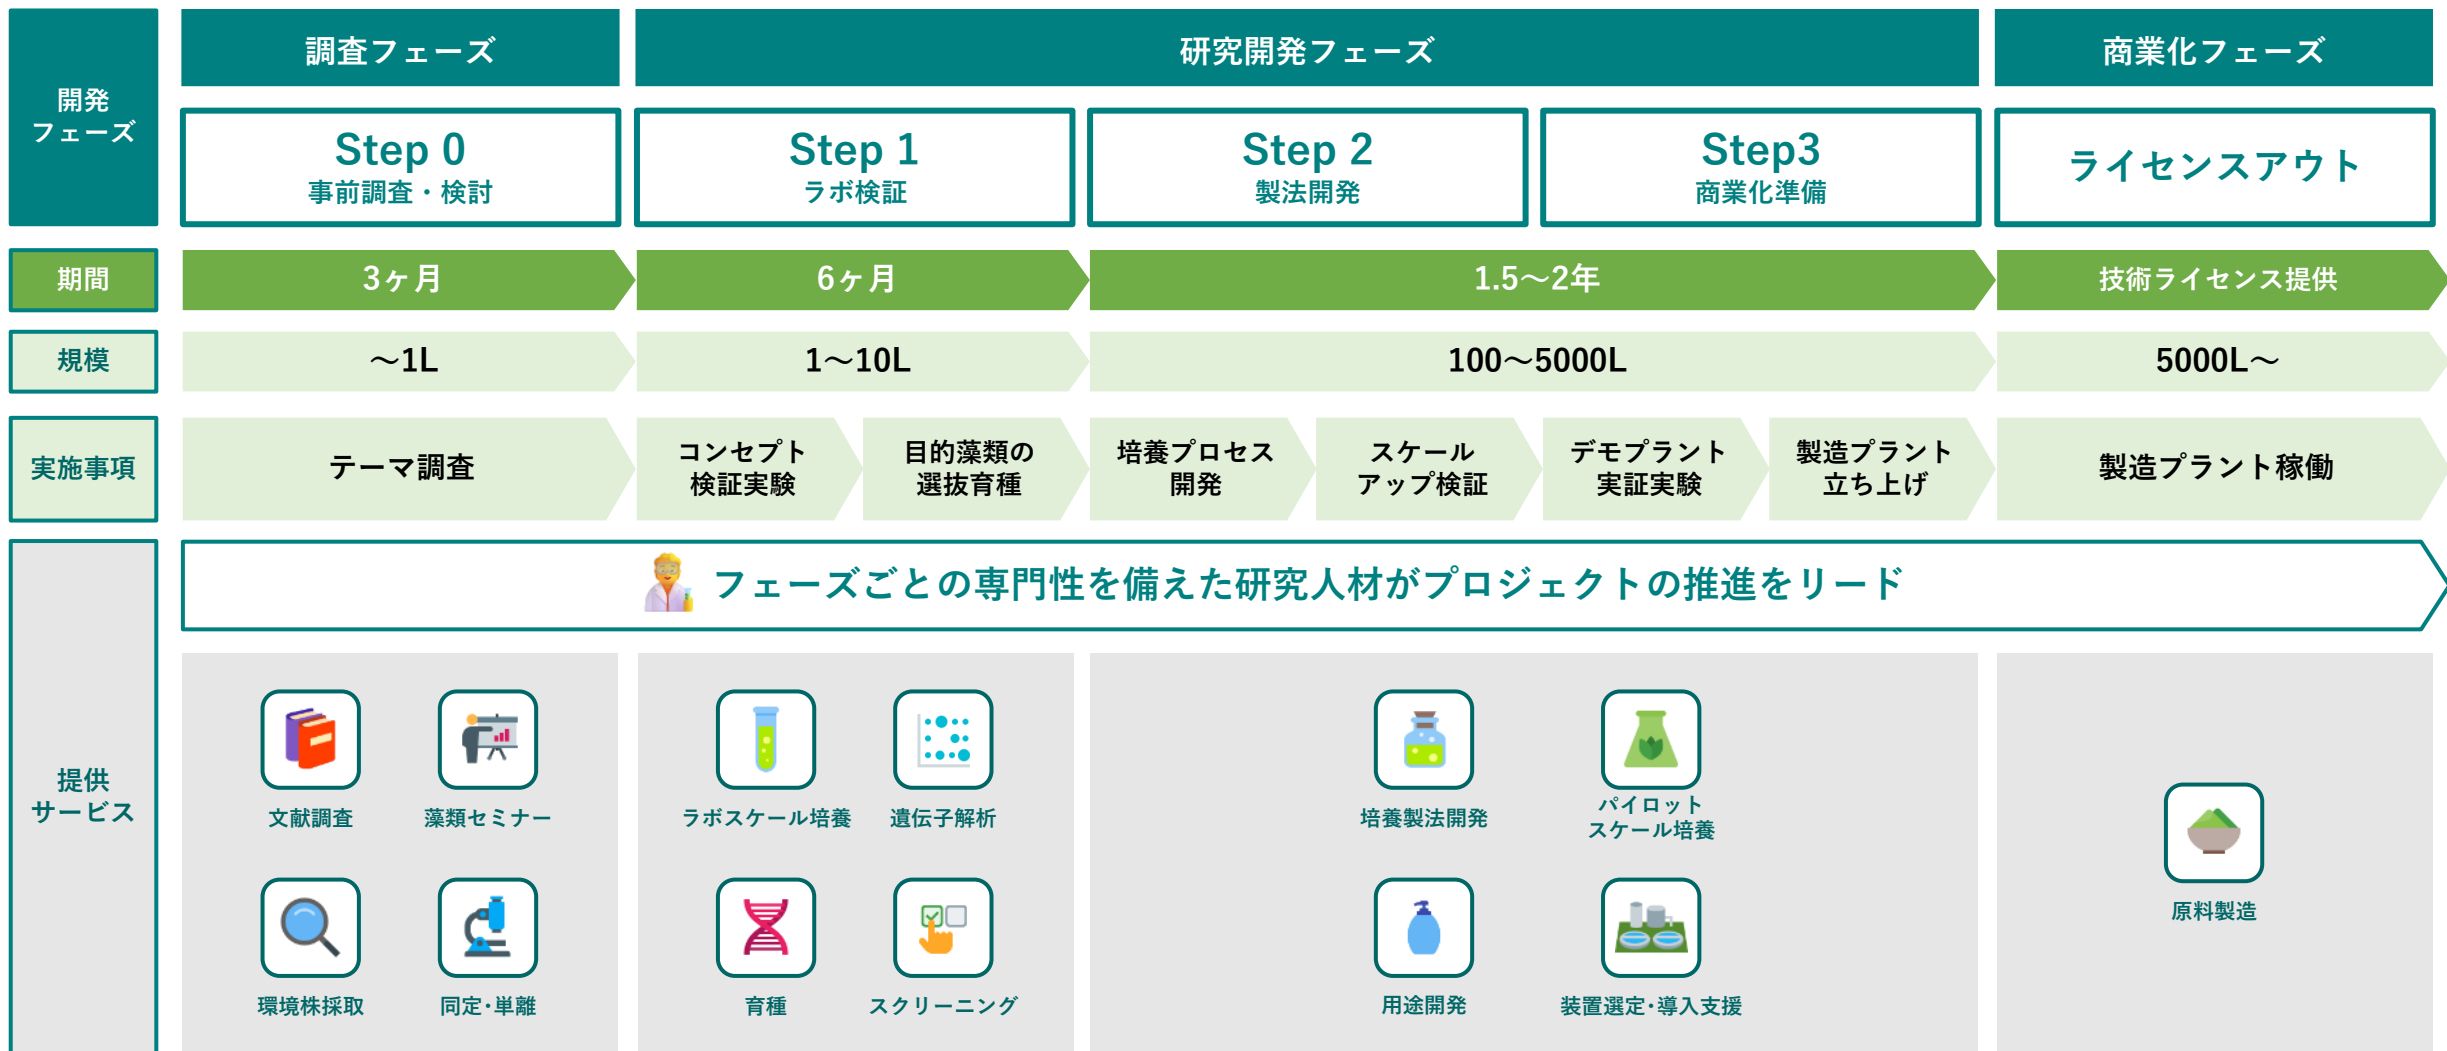 開発
フェーズ
調査フェーズ
研究開発フェーズ
商業化フェーズ
Step 0
事前調査・検討
Step 1
ラボ検証
Step 2
製法開発
Step3
商業化準備
ライセンスアウト
期間
3ヶ月
6ヶ月
1.5～2年
技術ライセンス提供
規模
～1L
1～10L
100～5000L
5000L～
実施事項
テーマ調査
コンセプト
検証実験
目的藻類の
選抜育種
培養プロセス
開発
スケール
アップ検証
デモプラント
実証実験
製造プラント
立ち上げ
製造プラント稼働
提供
サービス
フェーズごとの専門性を備えた研究人材がプロジェクトの推進をリード
文献調査
藻類セミナー
環境株採取
同定・単離
ラボスケール培養
遺伝子解析
育種
スクリーニング
培養製法開発
パイロット
スケール培養
用途開発
装置選定・導入支援
原料製造